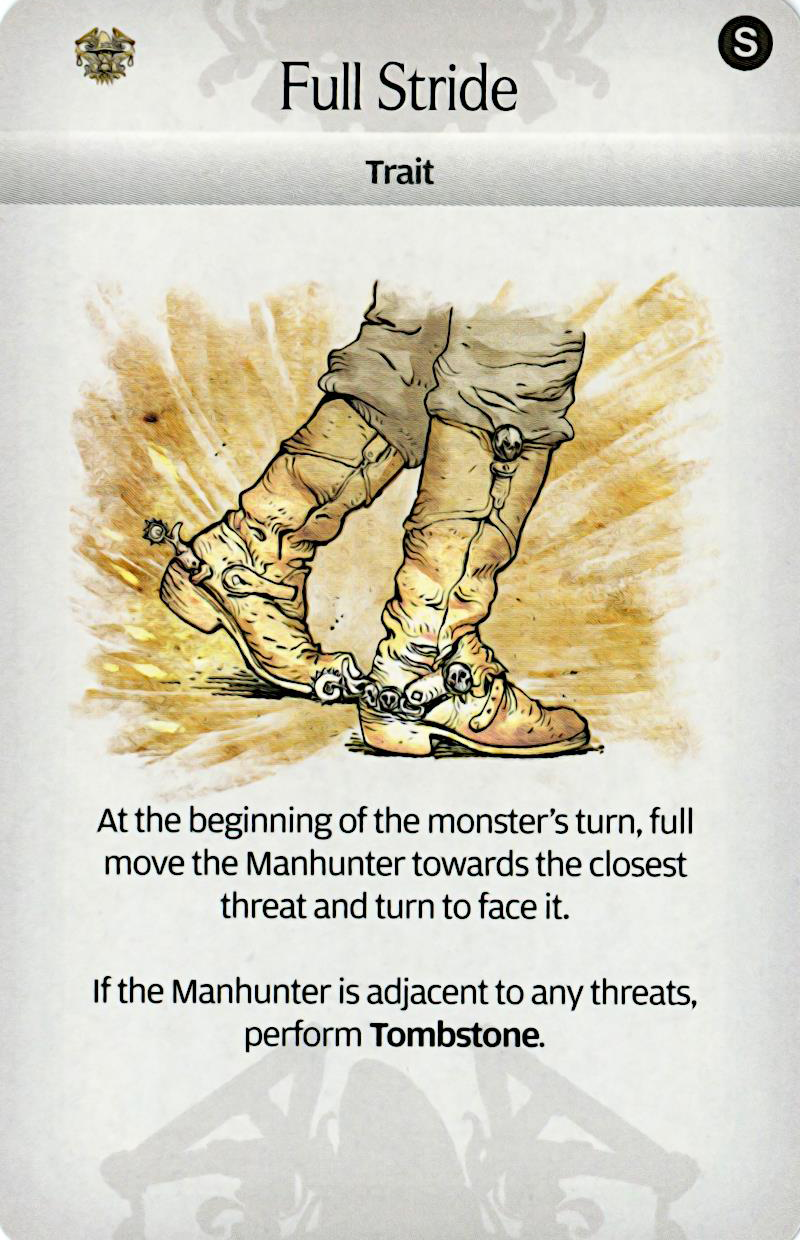 S
Full Stride
Trait
At the beginning of the monster's turn, full
move the Manhunter towards the closest
threat and turn to face it.
If the Manhunter is adjacent to any threats,
perform Tombstone.